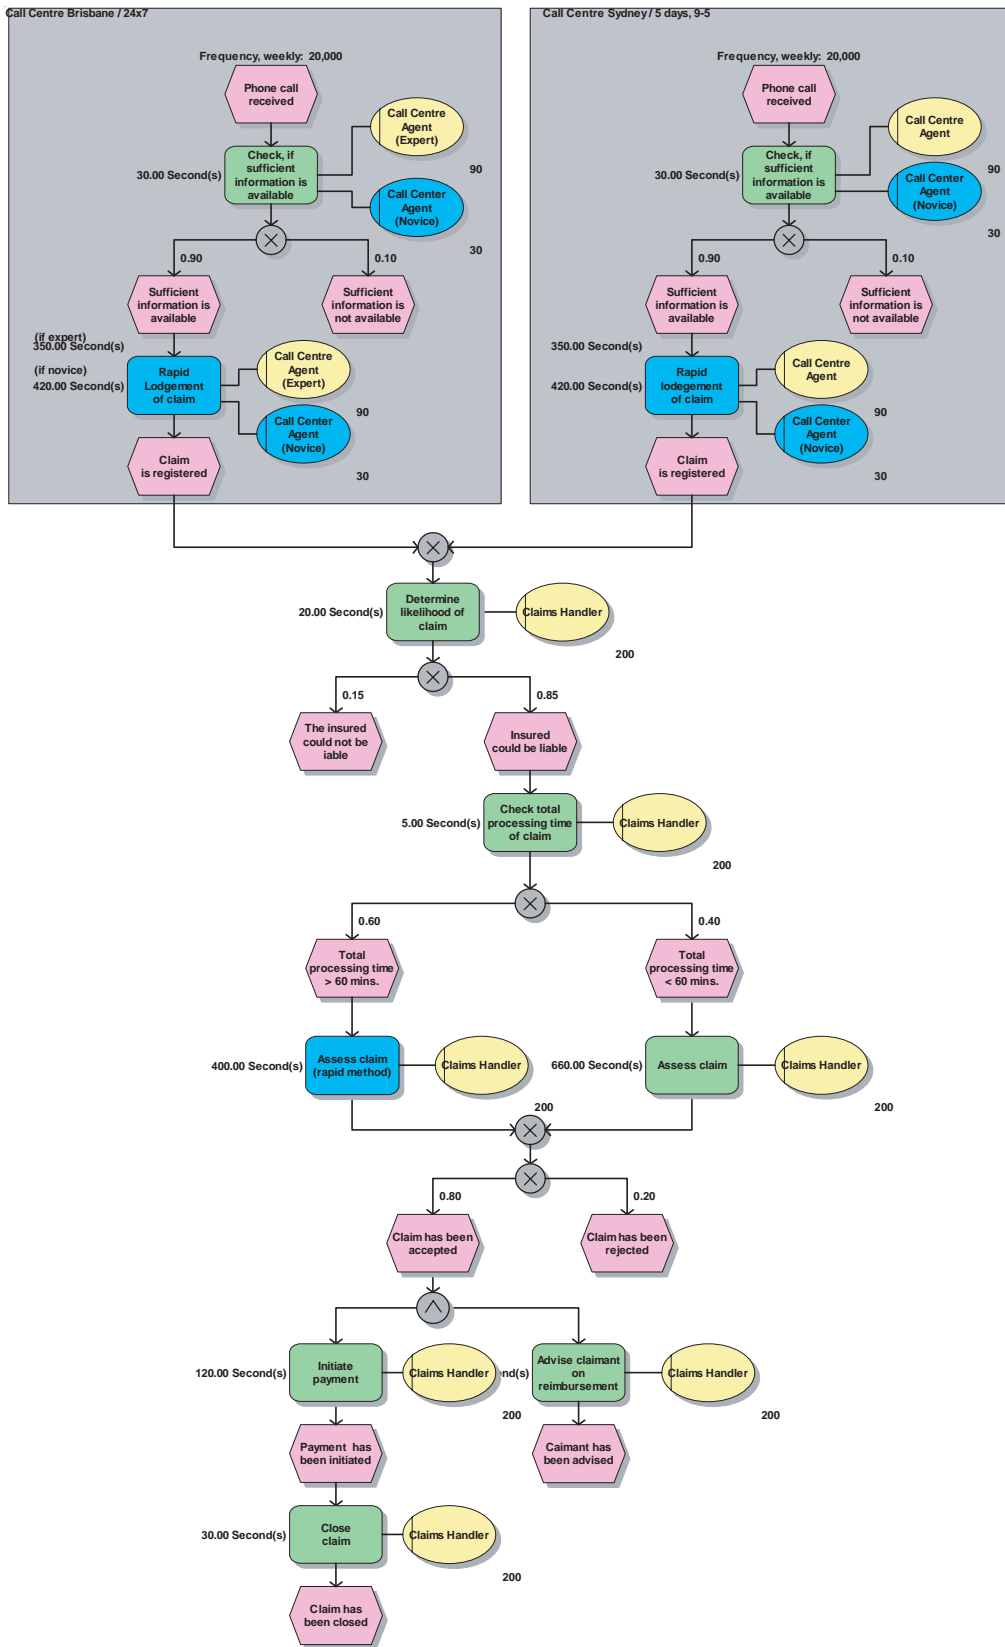 Call Centre Brisbane / 24x7
Frequency, weekly: 20,000
Phone call
received
Call Centre
Agent
(Expert)
90
30.00 Second(s)
Check, if
sufficient
information is
available
Call Center
Agent
(Novice)
30
0.90
0.10
Sufficient
information is
available
Sufficient
information is
not available
(if expert)
350.00 Second(s)
(if novice)
420.00 Second(s)
Rapid
Lodgement
of claim
Call Centre
Agent
(Expert)
90
Call Center
Agent
(Novice)
30
Claim
is registered
Call Centre Sydney / 5 days, 9-5
Frequency, weekly: 20,000
Phone call
received
Call Centre
Agent
90
30.00 Second(s)
Check, if
sufficient
information is
available
Call Center
Agent
(Novice)
30
0.90
0.10
Sufficient
information is
available
Sufficient
information is
not available
350.00 Second(s)
420.00 Second(s)
Rapid
lodegement
of claim
Call Centre
Agent
90
Call Center
Agent
(Novice)
30
Claim
is registered
20.00 Second(s)
Determine
likelihood of
claim
Claims Handler
200
0.15
0.85
The insured
could not be
iable
Insured
could be liable
5.00 Second(s)
Check total
processing time
of claim
Claims Handler
200
0.60
0.40
Total
processing time
> 60 mins.
Total
processing time
< 60 mins.
400.00 Second(s)
Assess claim
(rapid method)
Claims Handler
200
660.00 Second(s)
Assess claim
Claims Handler
200
0.80
0.20
Claim has been
accepted
Claim has been
rejected
120.00 Second(s)
Initiate
payment
Claims Handler
200
nd(s)
Advise claimant
on
reimbursement
Claims Handler
200
Payment has
been initiated
Caimant has
been advised
30.00 Second(s)
Close
claim
Claims Handler
200
Claim has
been closed